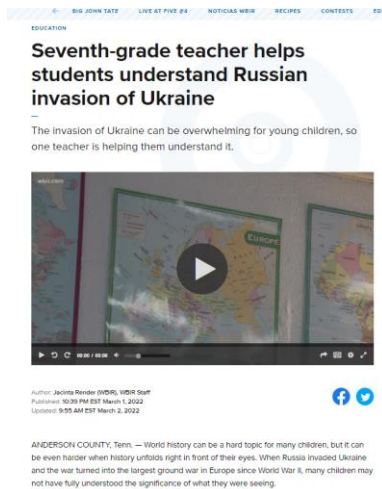 BIG JOHN TATE LIVE AT FIVE @4 NOTICIAS WBIR RECIPES CONTESTS
EDUCATION
Seventh-grade teacher helps
students understand Russian
invasion of Ukraine
The invasion of Ukraine can be overwhelming for young children, so
one teacher is helping them understand it.
EUROPE
00:00 / 00:00
Author: Jacinta Render (WBIR), WBIR Staff
Published: 10:39 PM EST March 1, 2022
Updated: 9:55 AM EST March 2, 2022
ANDERSON COUNTY, Tenn. — World history can be a hard topic for many children, but it can
be even harder when history unfolds right in front of their eyes. When Russia invaded Ukraine
and the war turned into the largest ground war in Europe since World War II, many children may
not have fully understood the significance of what they were seeing.